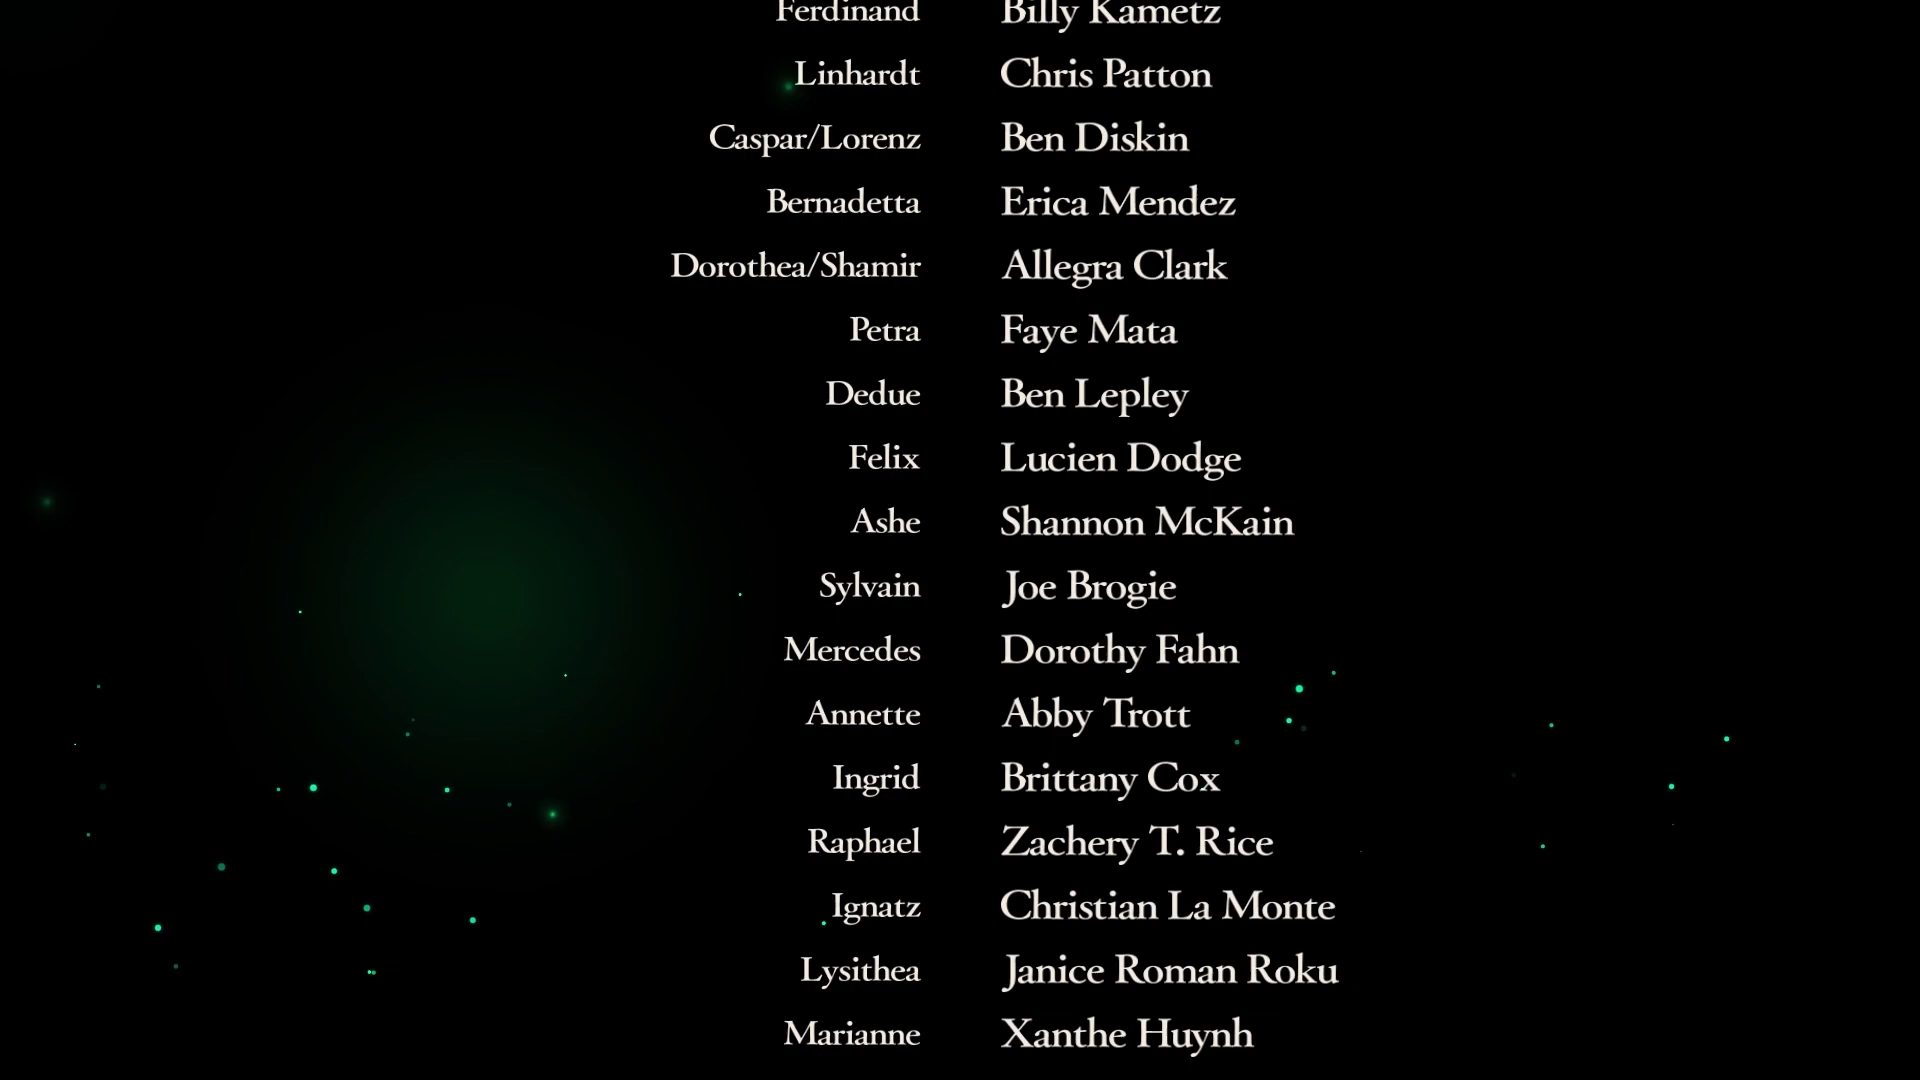 Ferdinand Billy Kametz
Linhardt Chris Patton
Caspar/Lorenz Ben Diskin
Bernadetta Erica Mendez
Dorothea/Shamir Allegra Clark
Petra Faye Mata
Dedue Ben Lepley
Felix Lucien Dodge
Ashe Shannon McKain
Sylvain Joe Brogie
Mercedes Dorothy Fahn
Annette Abby Trott
Ingrid Brittany Cox
Raphael Zachery T. Rice
Ignatz Christian La Monte
Lysithea Janice Roman Roku
Marianne Xanthe Huynh